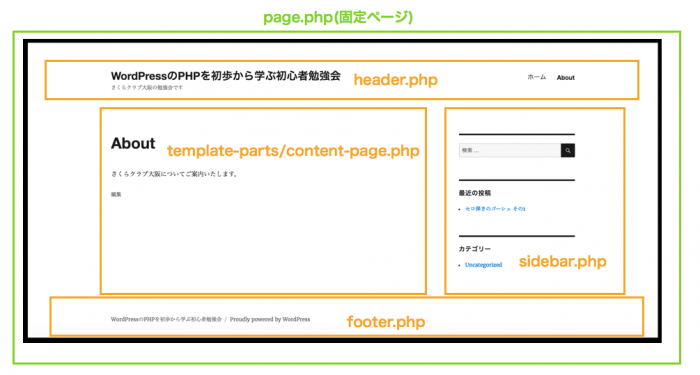 page.php(固定ページ)
WordPressのPHPを初歩から学ぶ初心者勉強会
さくらクラブ大阪の勉強会です
header.php
ホーム About
About
template-parts/content-page.php
さくらクラブ大阪についてご案内いたします。
編集
検索 …
最近の投稿
セロ弾きのゴーシュ その1
カテゴリー
Uncategorized
sidebar.php
WordPressのPHPを初歩から学ぶ初心者勉強会 / Proudly powered by WordPress
footer.php